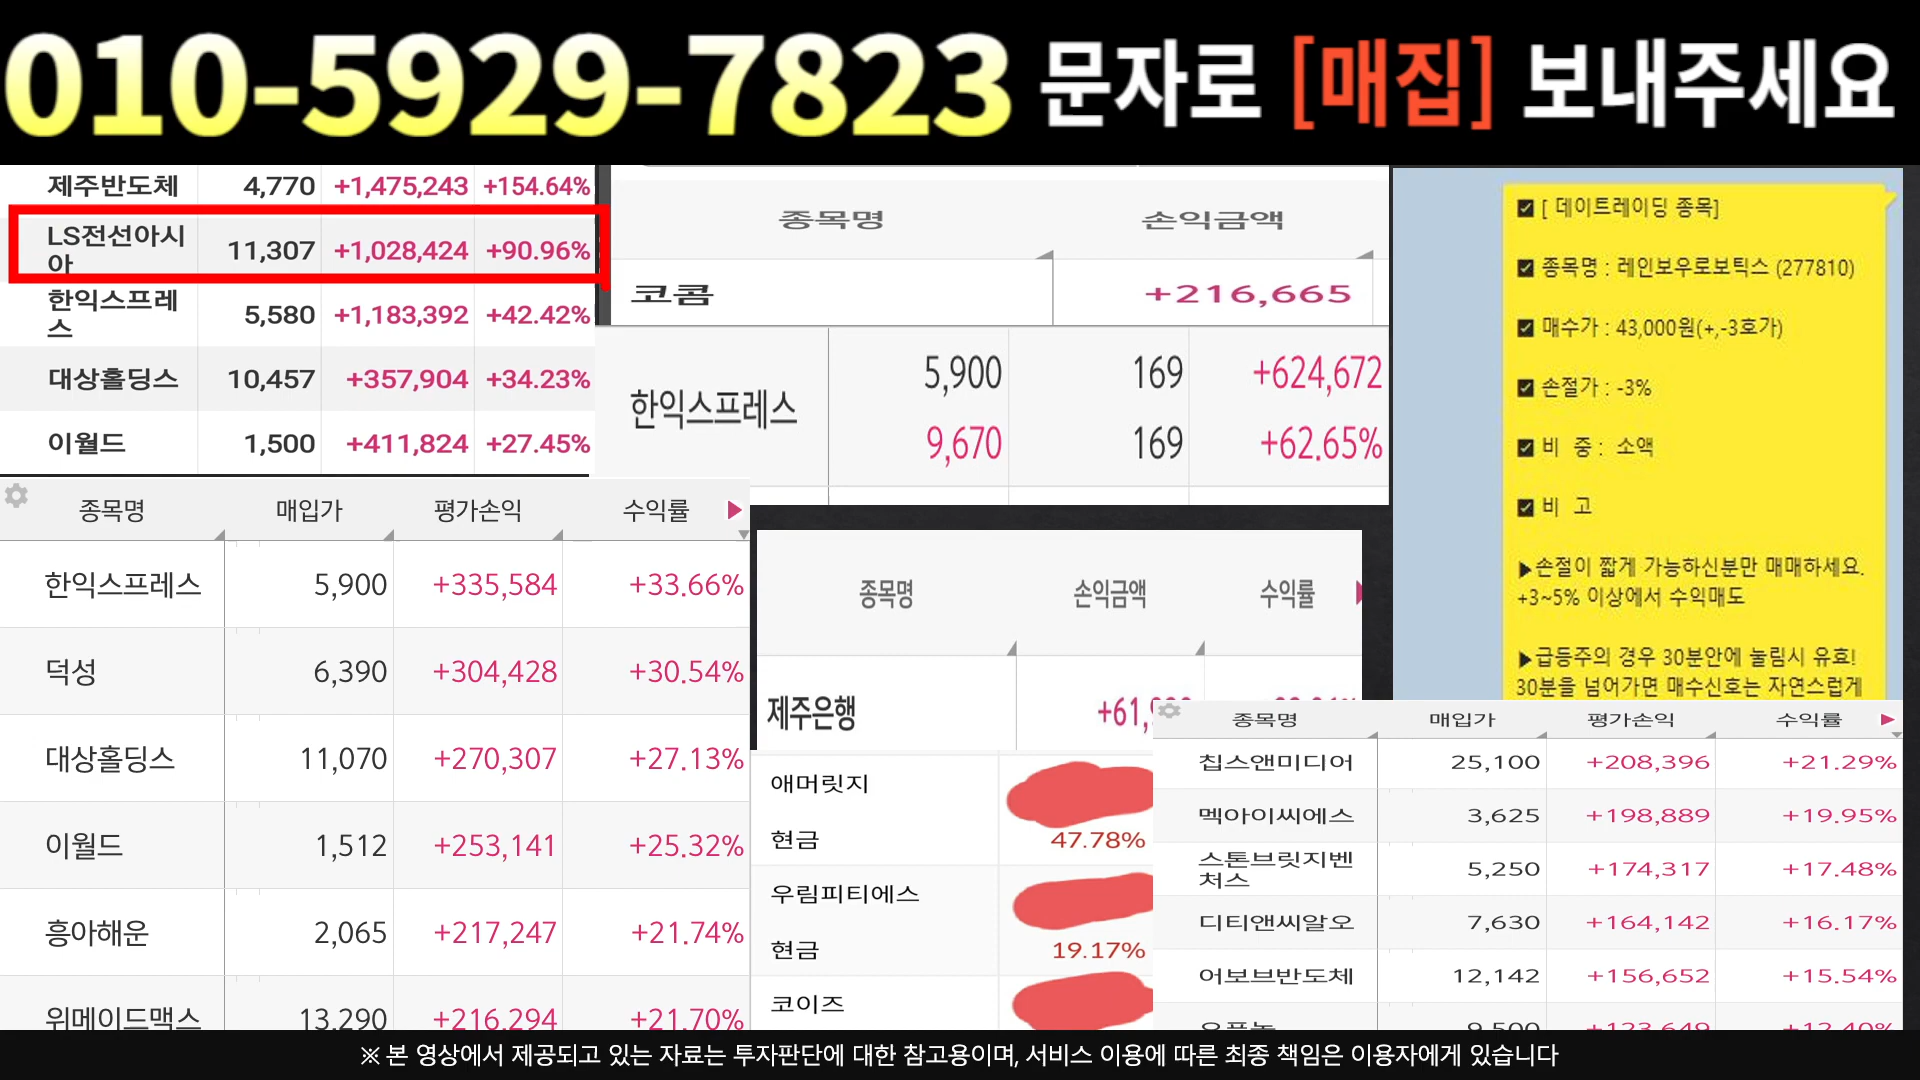 010-5929-7823 문자로 [매집] 보내주세요
제주반도체 4,770 +1,475,243 +154.64%
LS전선아시
아 11,307 +1,028,424 +90.96%
한익스프레
스 5,580 +1,183,392 +42.42%
대상홀딩스 10,457 +357,904 +34.23%
이월드 1,500 +411,824 +27.45%
종목명 손익금액
코콤 +216,665
한익스프레스
5,900 169 +624,672
9,670 169 +62.65%
☑ [ 데이트레이딩 종목]
☑ 종목명 : 레인보우로보틱스 (277810)
☑ 매수가 : 43,000원(+,-3호가)
☑ 손절가 : -3%
☑ 비 중 : 소액
☑ 비 고
▶손절이 짧게 가능하신분만 매매하세요.
+3~5% 이상에서 수익매도
▶급등주의 경우 30분안에 눌림시 유효!
30분을 넘어가면 매수신호는 자연스럽게
종목명 매입가 평가손익 수익률
한익스프레스 5,900 +335,584 +33.66%
덕성 6,390 +304,428 +30.54%
대상홀딩스 11,070 +270,307 +27.13%
이월드 1,512 +253,141 +25.32%
흥아해운 2,065 +217,247 +21.74%
위메이드맥스 13,290 +216,294 +21.70%
종목명 손익금액 수익률
제주은행
애머릿지
현금 47.78%
우림피티에스
현금 19.17%
코이즈
종목명 매입가 평가손익 수익률
칩스앤미디어 25,100 +208,396 +21.29%
멕아이씨에스 3,625 +198,889 +19.95%
스톤브릿지벤
처스 5,250 +174,317 +17.48%
디티앤씨알오 7,630 +164,142 +16.17%
어보브반도체 12,142 +156,652 +15.54%
※ 본 영상에서 제공되고 있는 자료는 투자판단에 대한 참고용이며, 서비스 이용에 따른 최종 책임은 이용자에게 있습니다